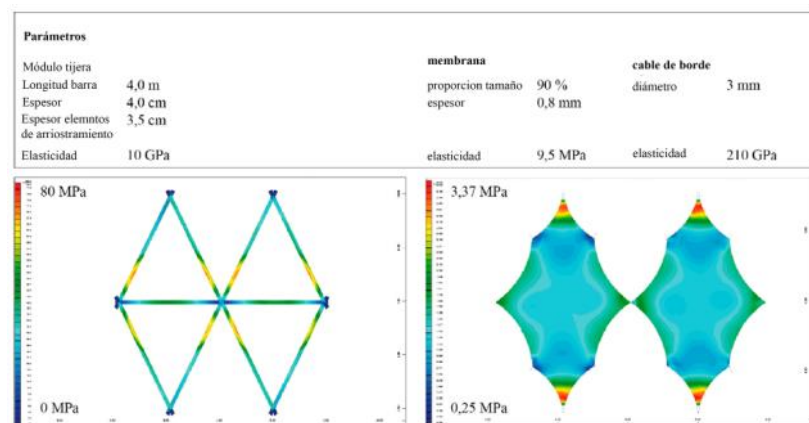 Parámetros
Módulo tijera
Longitud barra 4,0 m
Espesor 4,0 cm
Espesor elemntos 3,5 cm
de arriostramiento
Elasticidad 10 GPa
membrana
proporcion tamaño 90 %
espesor 0,8 mm
elasticidad 9,5 MPa
cable de borde
diámetro 3 mm
elasticidad 210 GPa
80 MPa
0 MPa
3,37 MPa
0,25 MPa